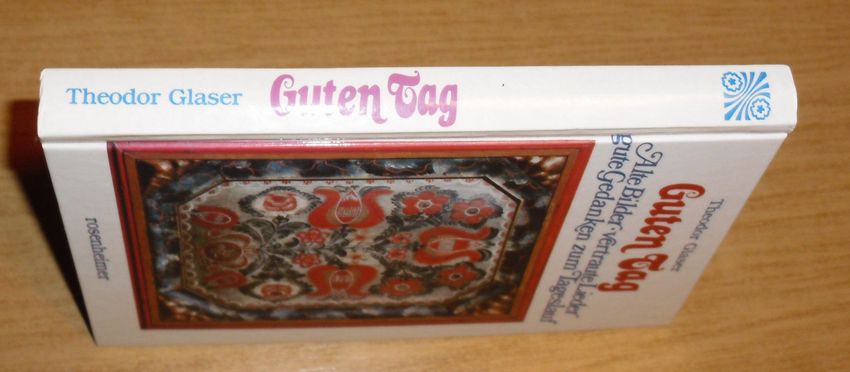 Theodor Glaser Guten Tag
Theodor Glaser
Guten Tag
Alte Bilder, vertraute Lieder
gute Gedanken zum Tageslauf
rosenheimer